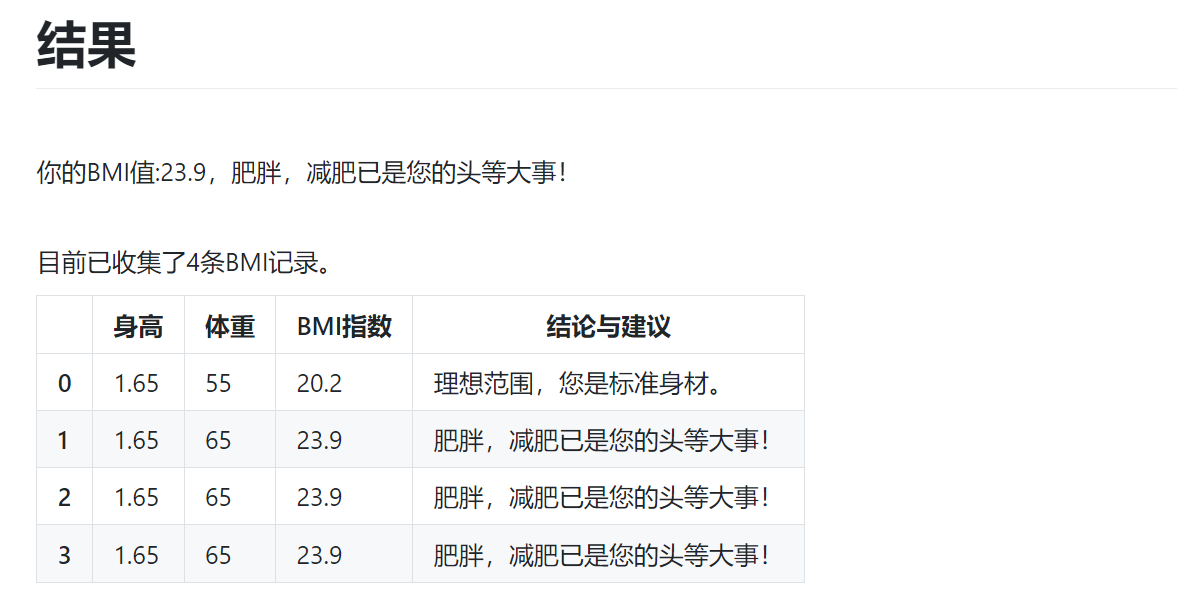 结果
你的BMI值:23.9，肥胖，减肥已是您的头等大事！
目前已收集了4条BMI记录。
身高 体重 BMI指数 结论与建议
0 1.65 55 20.2 理想范围，您是标准身材。
1 1.65 65 23.9 肥胖，减肥已是您的头等大事！
2 1.65 65 23.9 肥胖，减肥已是您的头等大事！
3 1.65 65 23.9 肥胖，减肥已是您的头等大事！